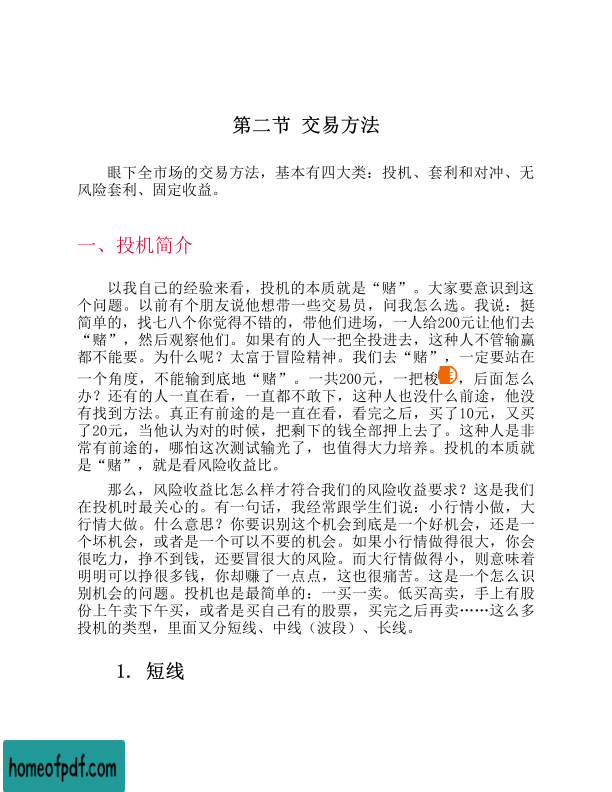 第二节 交易方法
眼下全市场的交易方法，基本有四大类：投机、套利和对冲、无
风险套利、固定收益。
一、投机简介
以我自己的经验来看，投机的本质就是“赌”。大家要意识到这
个问题。以前有个朋友说他想带一些交易员，问我怎么选。我说：挺
简单的，找七八个你觉得不错的，带他们进场，一人给200元让他们去
“赌”，然后观察他们。如果有的人一把全投进去，这种人不管输赢
都不能要。为什么呢？太富于冒险精神。我们去“赌”，一定要站在
一个角度，不能输到底地“赌”。一共200元，一把梭，后面怎么
办？还有的人一直在看，一直都不敢下，这种人也没什么前途，他没
有找到方法。真正有前途的是一直在看，看完之后，买了10元，又买
了20元，当他认为对的时候，把剩下的钱全部押上去了。这种人是非
常有前途的，哪怕这次测试输光了，也值得大力培养。投机的本质就
是“赌”，就是看风险收益比。
那么，风险收益比怎么样才符合我们的风险收益要求？这是我们
在投机时最关心的。有一句话，我经常跟学生们说：小行情小做，大
行情大做。什么意思？你要识别这个机会到底是一个好机会，还是一
个坏机会，或者是一个可以不要的机会。如果小行情做得很大，你会
很吃力，挣不到钱，还要冒很大的风险。而大行情做得小，则意味着
明明可以挣很多钱，你却赚了一点点，这也很痛苦。这是一个怎么识
别机会的问题。投机也是最简单的：一买一卖。低买高卖，手上有股
份上午卖下午买，或者是买自己有的股票，买完之后再卖……这么多
投机的类型，里面又分短线、中线（波段）、长线。
1. 短线
homeofpdf.com